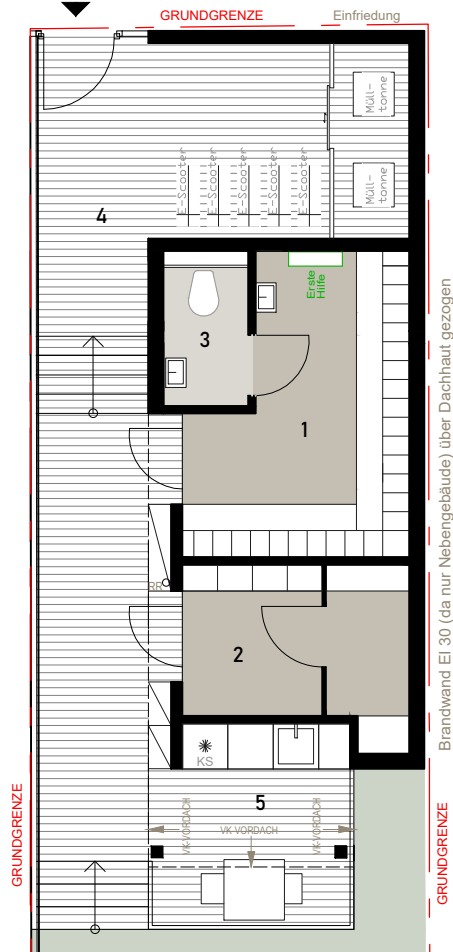 GRUNDGRENZE
Einfriedung
Müll-
tonne
E-Scooter
E-Scooter
E-Scooter
E-Scooter
E-Scooter
Müll-
tonne
4
Erste
Hilfe
3
1
Brandwand EI 30 (da nur Nebengebäude) über Dachhaut gezogen
RR
2
KS
5
VK VORDACH
VK VORDACH
VK VORDACH
GRUNDGRENZE
GRUNDGRENZE